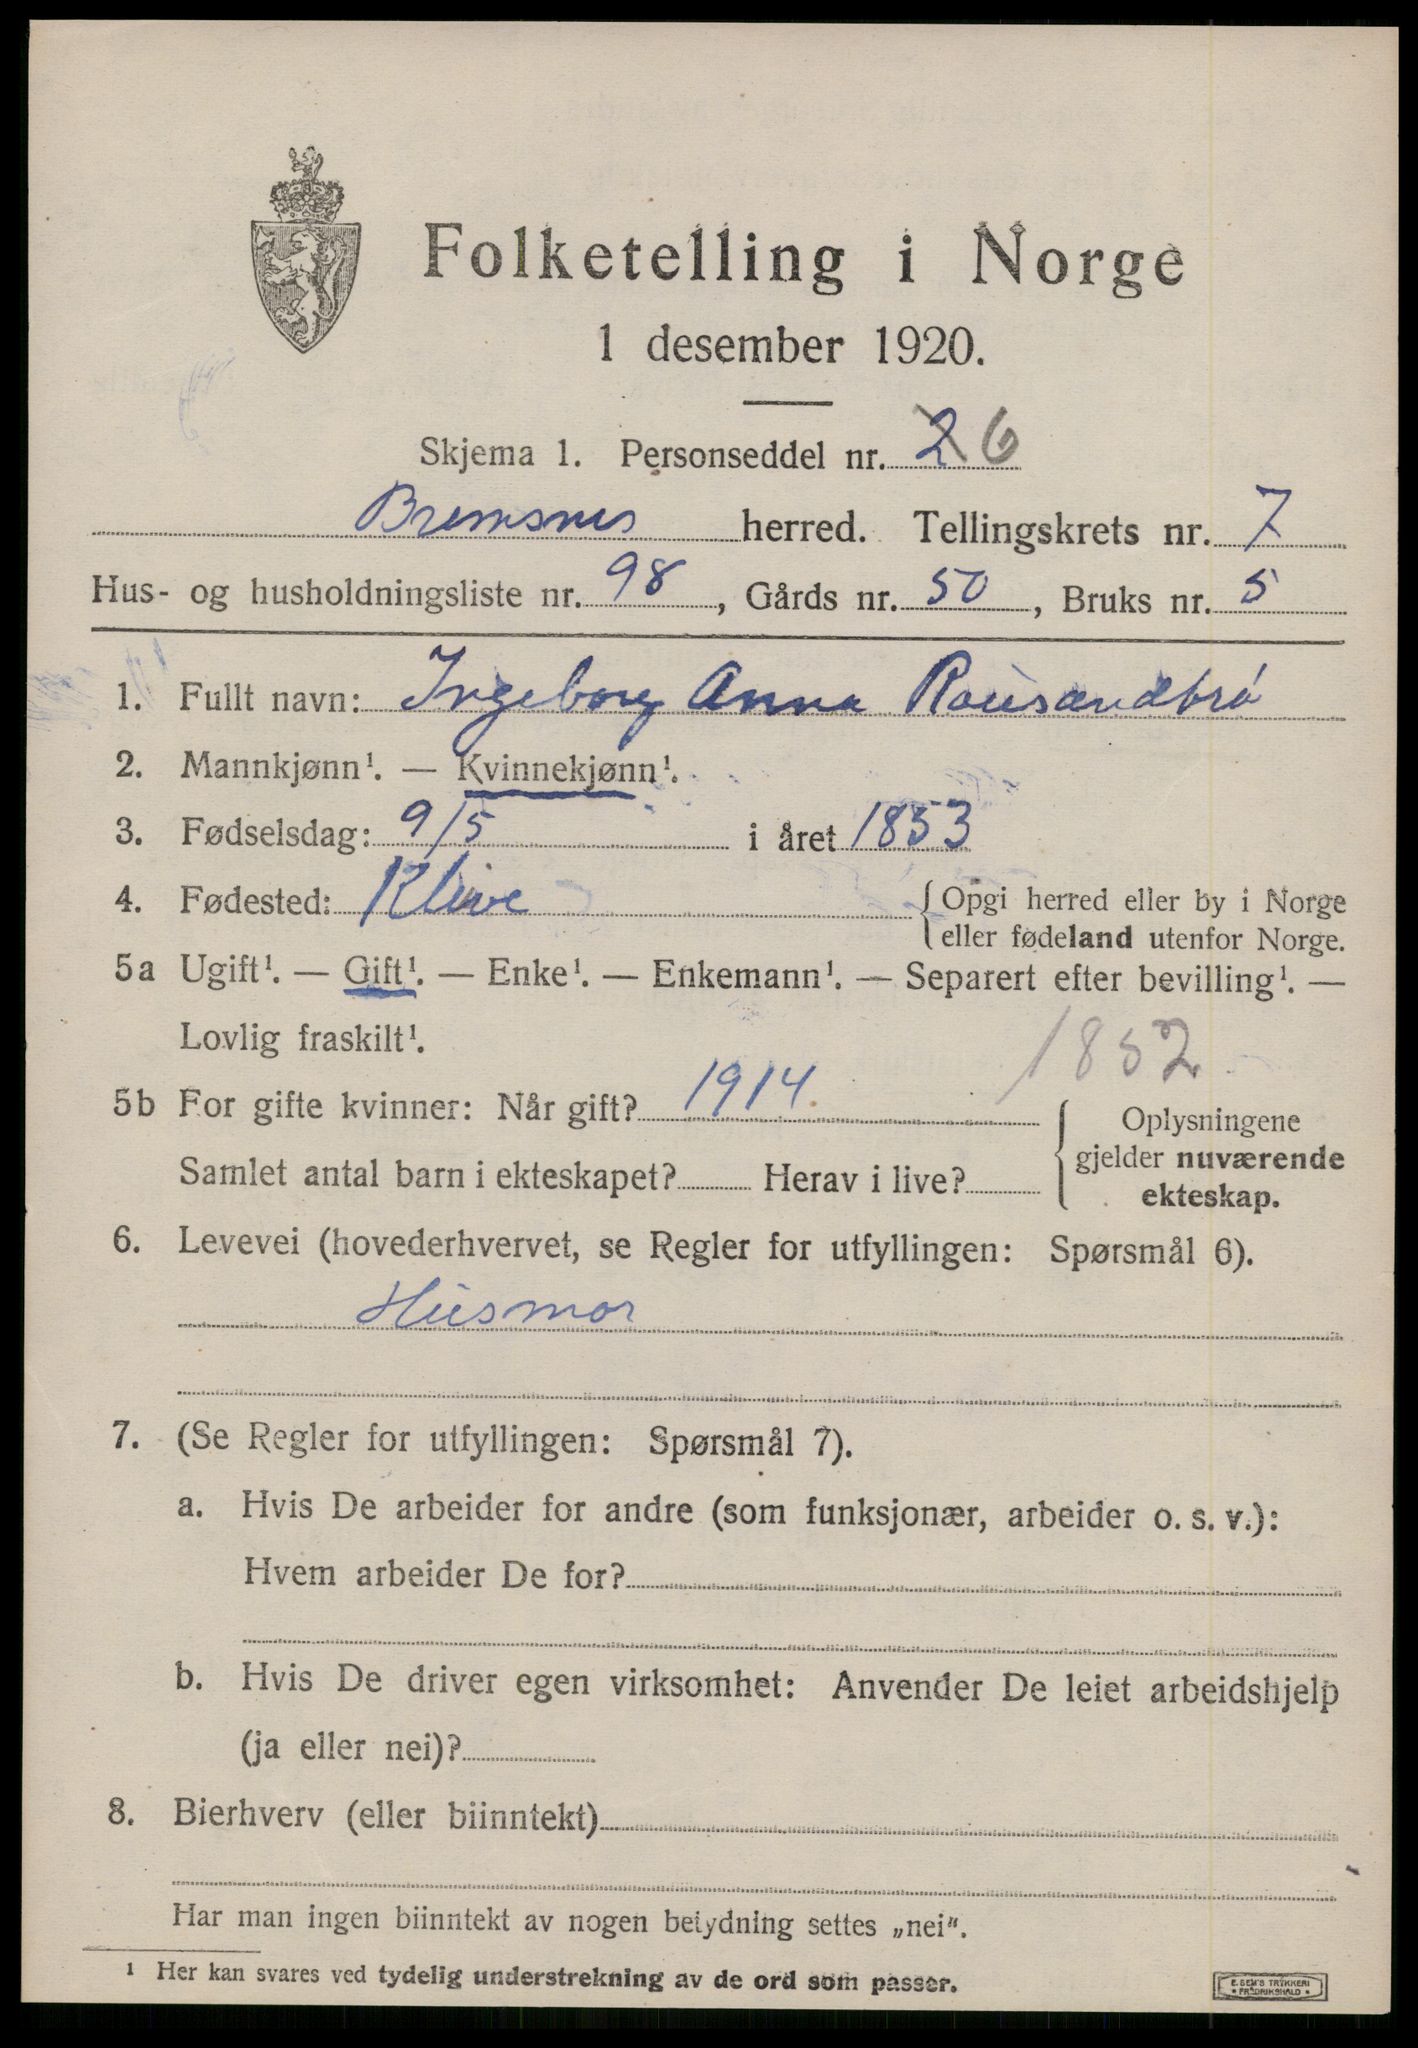 Folketelling i Norge
1 desember 1920.
Skjema 1. Personseddel nr. 2 6
Bremsnes herred. Tellingskrets nr. 7
Hus- og husholdningsliste nr. 98, Gårds nr. 50, Bruks nr. 5
1. Fullt navn: Ingeborg Anna Rausandbrø
2. Mannkjønn¹. — Kvinnekjønn¹.
3. Fødselsdag: 9/5 i året 1853
4. Fødested: Kleive {Opgi herred eller by i Norge
eller fødeland utenfor Norge.
5a Ugift¹. — Gift¹. — Enke¹. — Enkemann¹. — Separert efter bevilling¹. —
Lovlig fraskilt¹.
1852
5b For gifte kvinner: Når gift? 1914 { Oplysningene
gjelder nuværende
Samlet antal barn i ekteskapet? Herav i live?
ekteskap.
6. Levevei (hovederhvervet, se Regler for utfyllingen: Spørsmål 6).
Husmor
7. (Se Regler for utfyllingen: Spørsmål 7).
a. Hvis De arbeider for andre (som funksjonær, arbeider o. s. v.):
Hvem arbeider De for?
b. Hvis De driver egen virksomhet: Anvender De leiet arbeidshjelp
(ja eller nei)?
8. Bierhverv (eller biinntekt)
Har man ingen biinntekt av nogen betydning settes „nei".
¹ Her kan svares ved tydelig understrekning av de ord som passer.
E. SEM'S TRYKKERI
* FREDRIKSHALD *